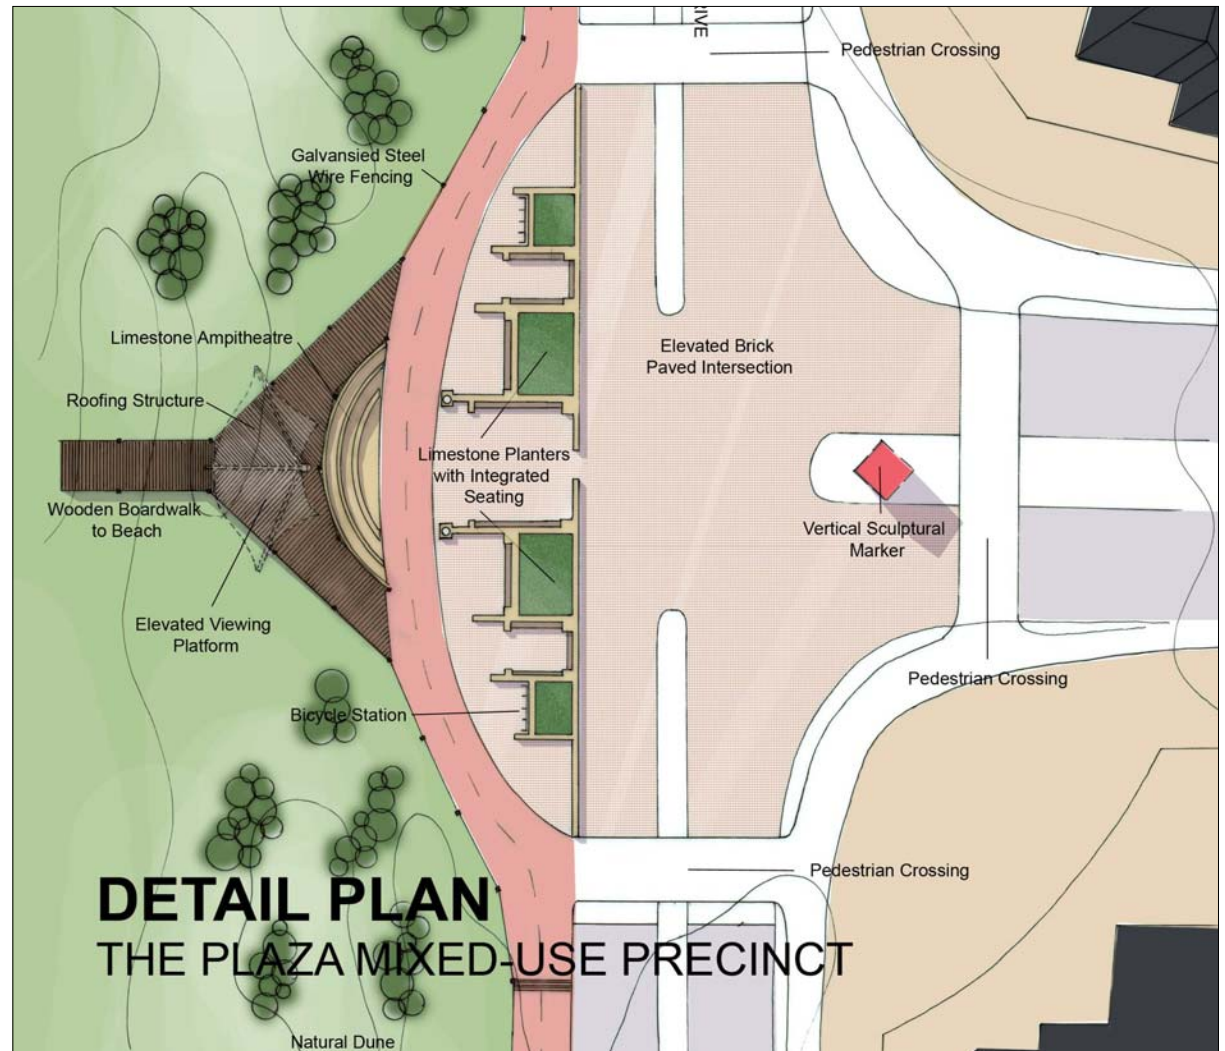 RIVE
Pedestrian Crossing
Galvansied Steel
Wire Fencing
Limestone Ampitheatre
Elevated Brick
Paved Intersection
Roofing Structure
Limestone Planters
with Integrated
Seating
Wooden Boardwalk
to Beach
Vertical Sculptural
Marker
Elevated Viewing
Platform
Pedestrian Crossing
Bicycle Station
Pedestrian Crossing
DETAIL PLAN
THE PLAZA MIXED-USE PRECINCT
Natural Dune